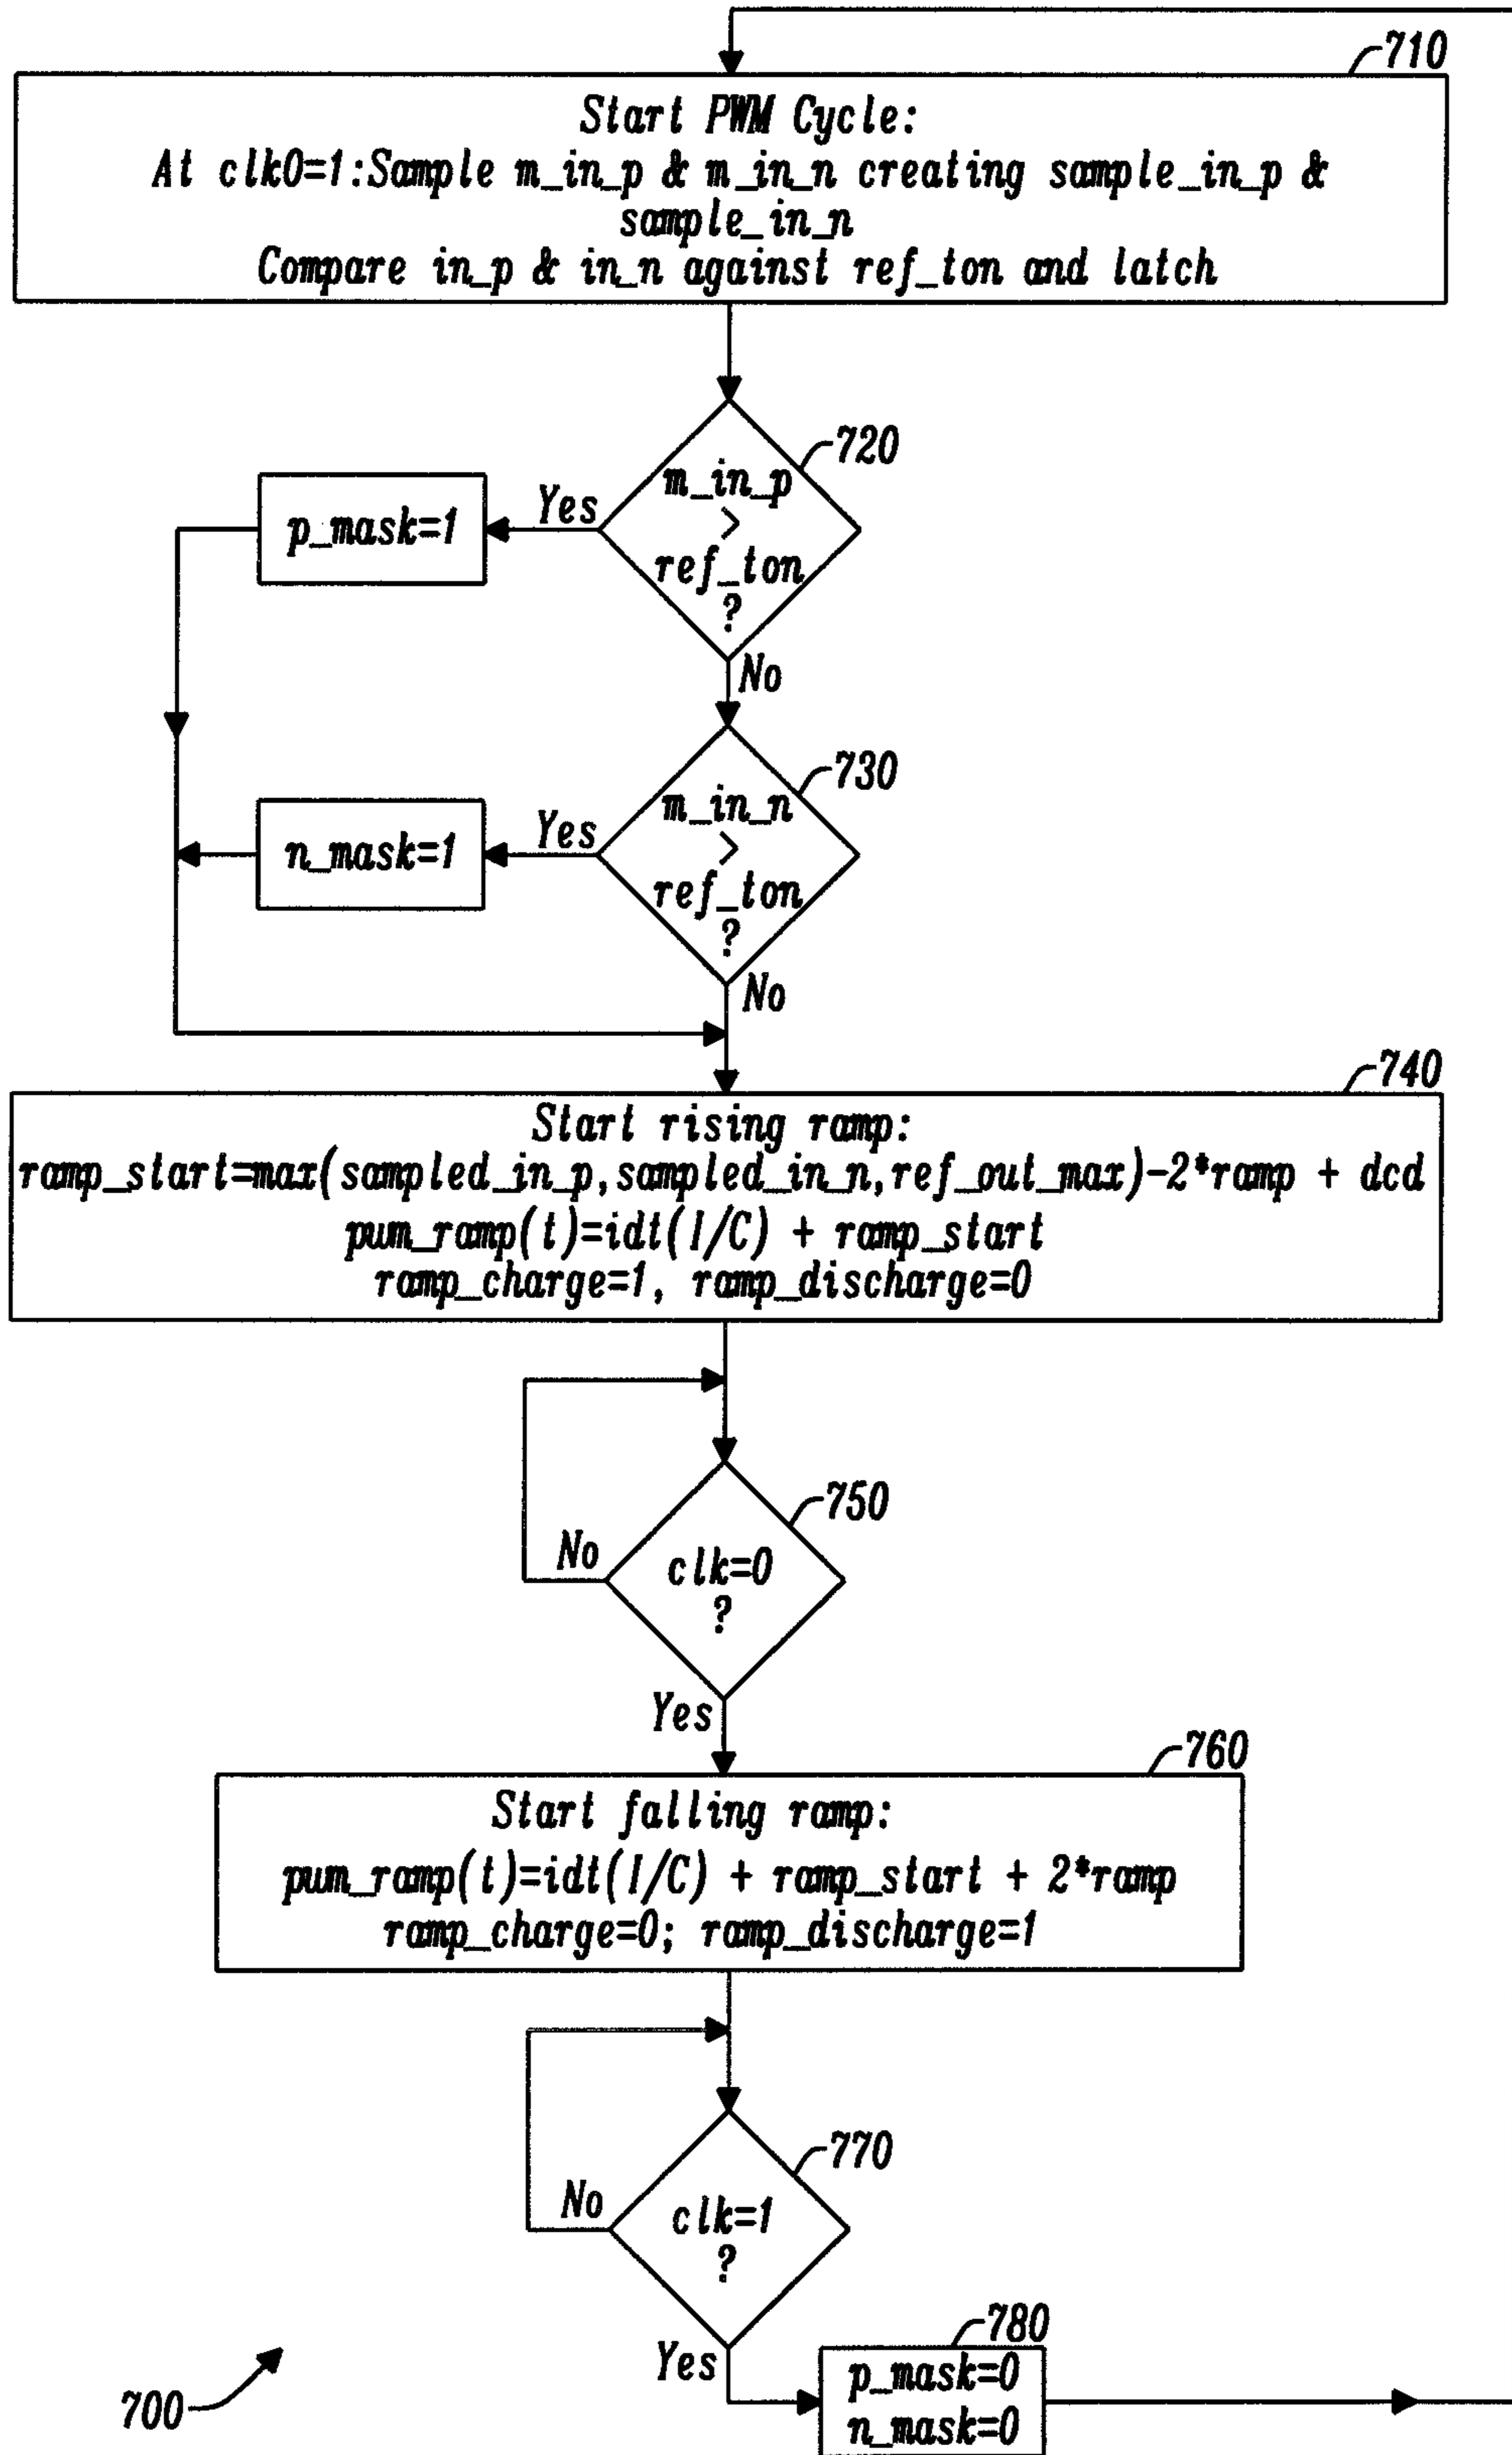 710
Start PWM Cycle:
At clk0=1:Sample m_in_p & m_in_n creating sample_in_p &
sample_in_n
Compare in_p & in_n against ref_ton and latch
720
m_in_p
>
ref_ton
?
Yes
p_mask=1
No
730
m_in_n
>
ref_ton
?
Yes
n_mask=1
No
740
Start rising ramp:
ramp_start=max(sampled_in_p,sampled_in_n,ref_out_max)-2*ramp + dcd
pwm_ramp(t)=idt(I/C) + ramp_start
ramp_charge=1, ramp_discharge=0
750
No
clk=0
?
Yes
760
Start falling ramp:
pwm_ramp(t)=idt(I/C) + ramp_start + 2*ramp
ramp_charge=0; ramp_discharge=1
770
No
clk=1
?
Yes
780
p_mask=0
n_mask=0
700